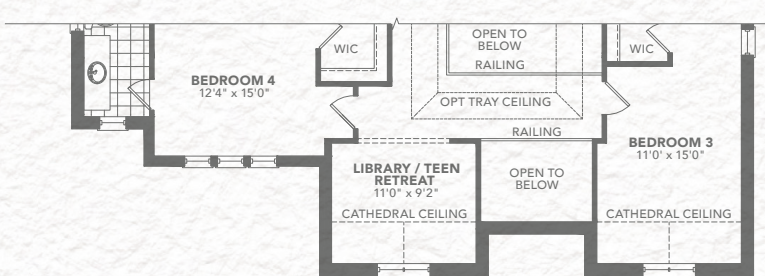 OPEN TO
BELOW
RAILING
WIC
WIC
BEDROOM 4
12'4" x 15'0"
OPT TRAY CEILING
RAILING
BEDROOM 3
11'0' x 15'0"
LIBRARY / TEEN
RETREAT
11'0" x 9'2"
OPEN TO
BELOW
CATHEDRAL CEILING
CATHEDRAL CEILING